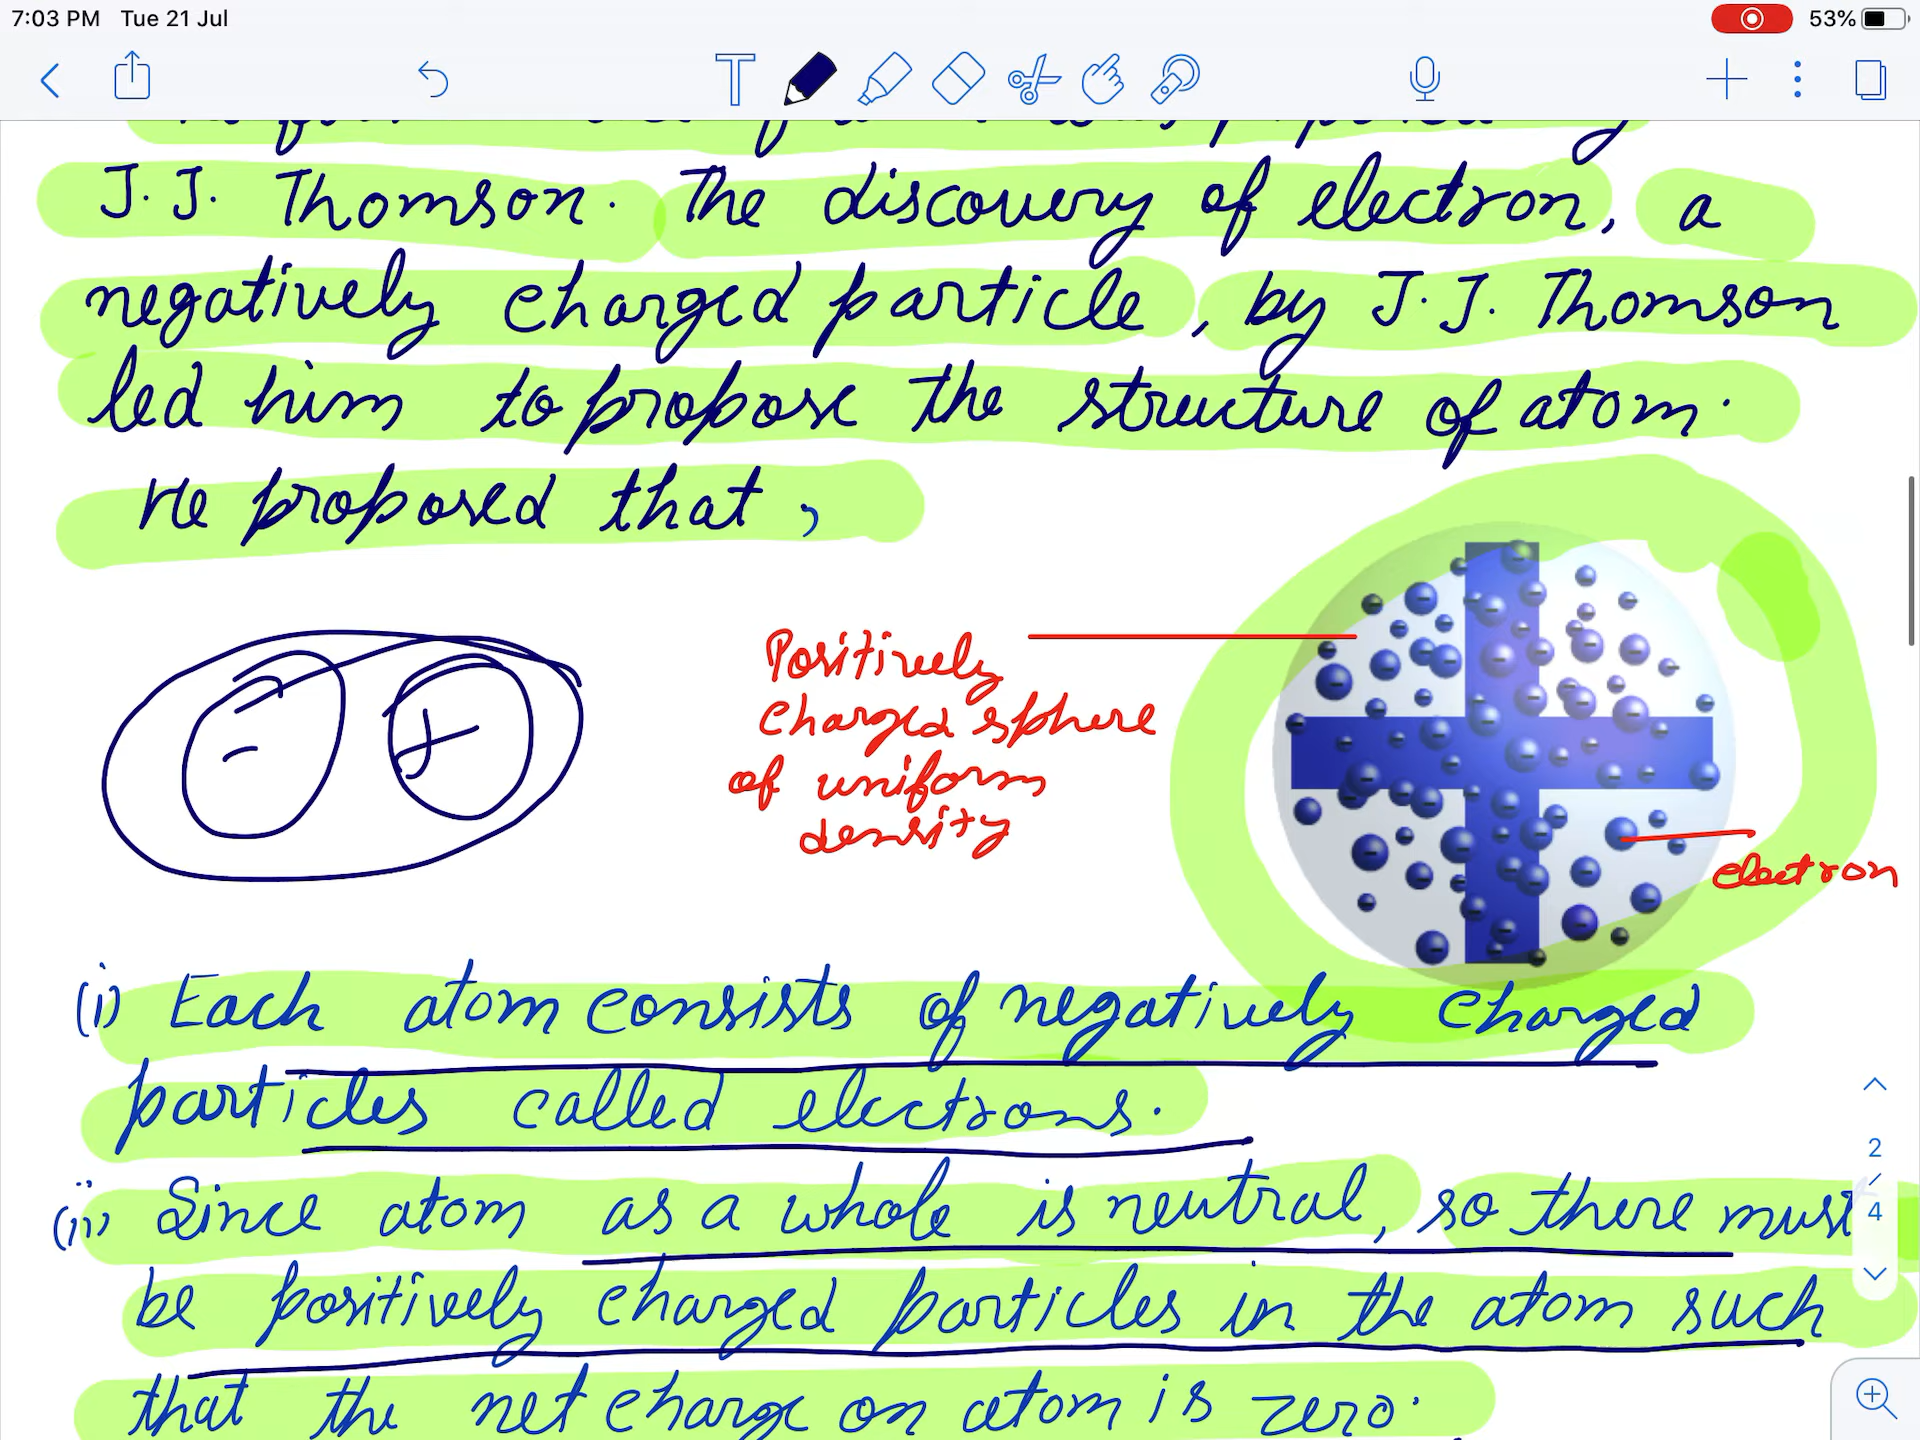 7:03 PM Tue 21 Jul
53%
J.J. Thomson. The discovery of electron, a
negatively charged particle, by J.J. Thomson
led him to propose the structure of atom.
He proposed that,
- +
Positively
charged sphere
of uniform
density
electron
(i) Each atom consists of negatively charged
particles called electrons.
(ii) Since atom as a whole is neutral, so there must
be positively charged particles in the atom such
that the net charge on atom is zero.
2
4